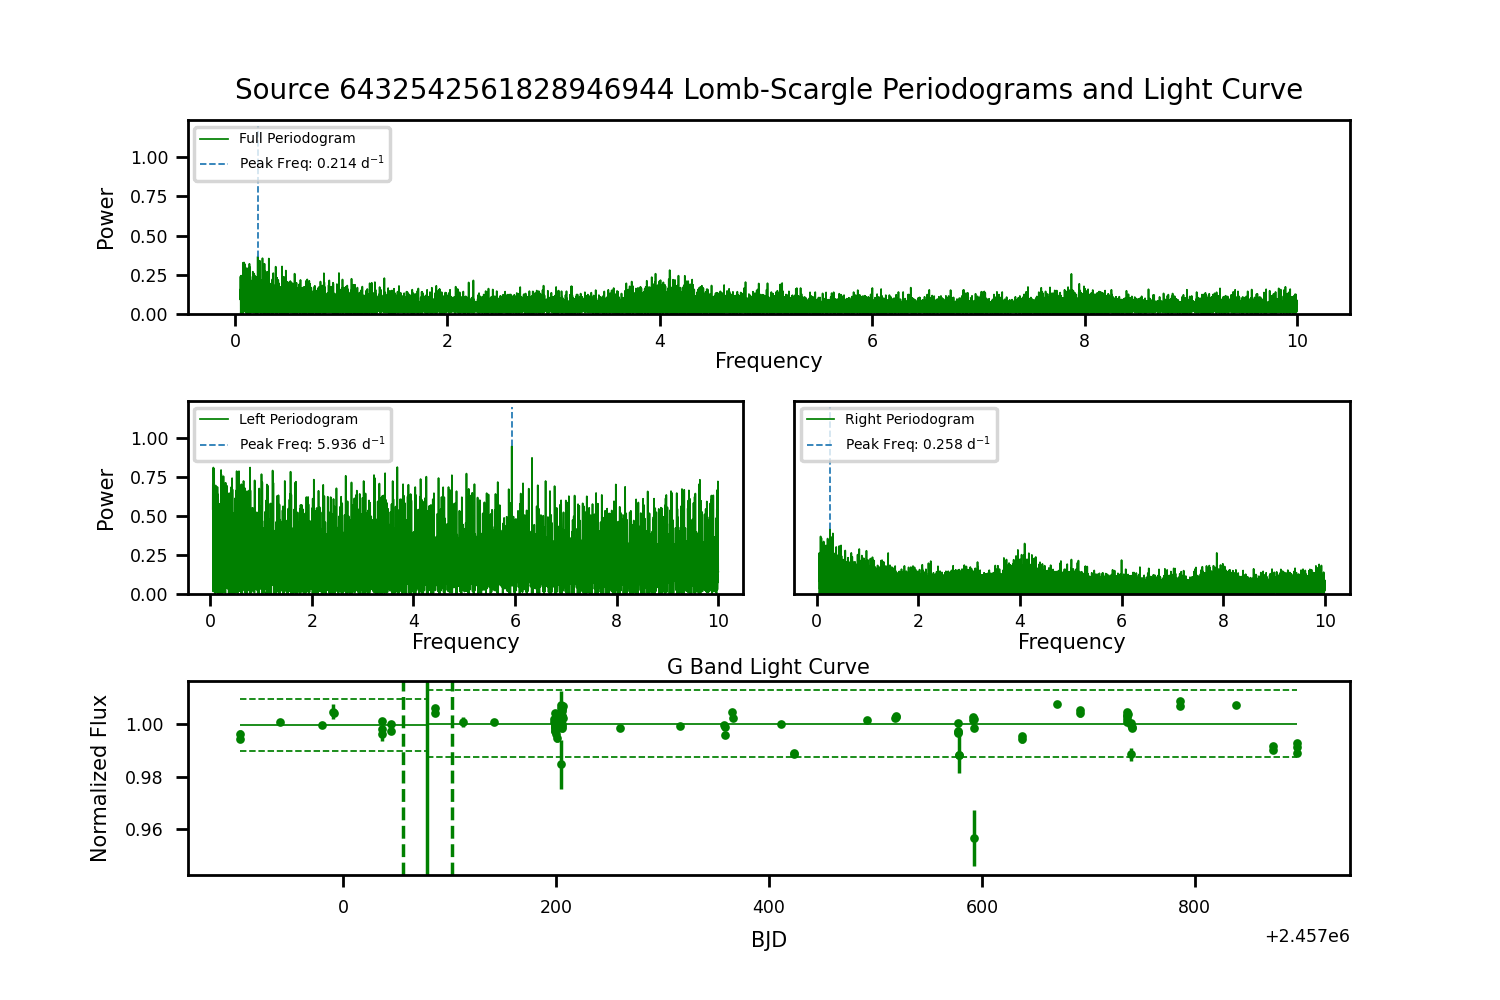 Source 6432542561828946944 Lomb-Scargle Periodograms and Light Curve
Full Periodogram
Peak Freq: 0.214 d⁻¹
Power
1.00
0.75
0.50
0.25
0.00
0 2 4 6 8 10
Frequency
Left Periodogram
Peak Freq: 5.936 d⁻¹
Power
1.00
0.75
0.50
0.25
0.00
0 2 4 6 8 10
Frequency
Right Periodogram
Peak Freq: 0.258 d⁻¹
0 2 4 6 8 10
Frequency
G Band Light Curve
Normalized Flux
1.00
0.98
0.96
0 200 400 600 800
BJD
+2.457e6